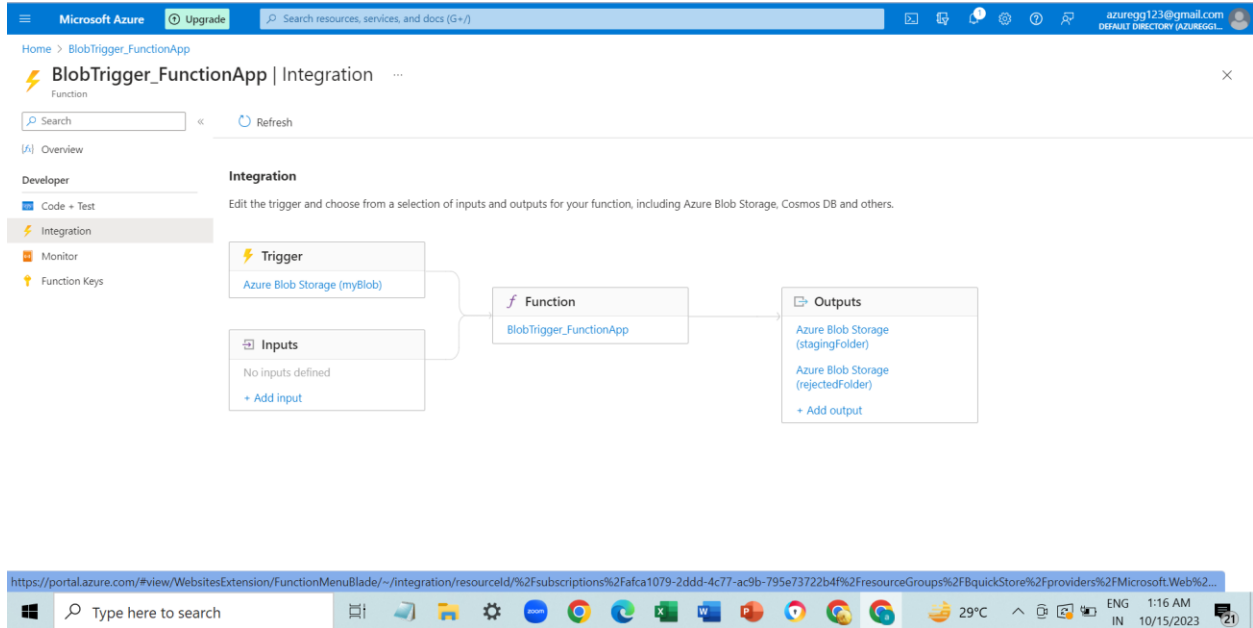 Microsoft Azure
Upgrade
Search resources, services, and docs (G+/)
1
azuregg123@gmail.com
DEFAULT DIRECTORY (AZUREGGI...
Home > BlobTrigger_FunctionApp
BlobTrigger_FunctionApp | Integration ...
Function
Search
«
Refresh
Overview
Developer
Code + Test
Integration
Monitor
Function Keys
Integration
Edit the trigger and choose from a selection of inputs and outputs for your function, including Azure Blob Storage, Cosmos DB and others.
Trigger
Azure Blob Storage (myBlob)
Inputs
No inputs defined
+ Add input
Function
BlobTrigger_FunctionApp
Outputs
Azure Blob Storage
(stagingFolder)
Azure Blob Storage
(rejectedFolder)
+ Add output
https://portal.azure.com/#view/WebsitesExtension/FunctionMenuBlade/~/integration/resourceId/%2Fsubscriptions%2Fafca1079-2ddd-4c77-ac9b-795e73722b4f%2FresourceGroups%2FBquickStore%2Fproviders%2FMicrosoft.Web%2...
Type here to search
zoom
29°C
ENG
IN
1:16 AM
10/15/2023
21